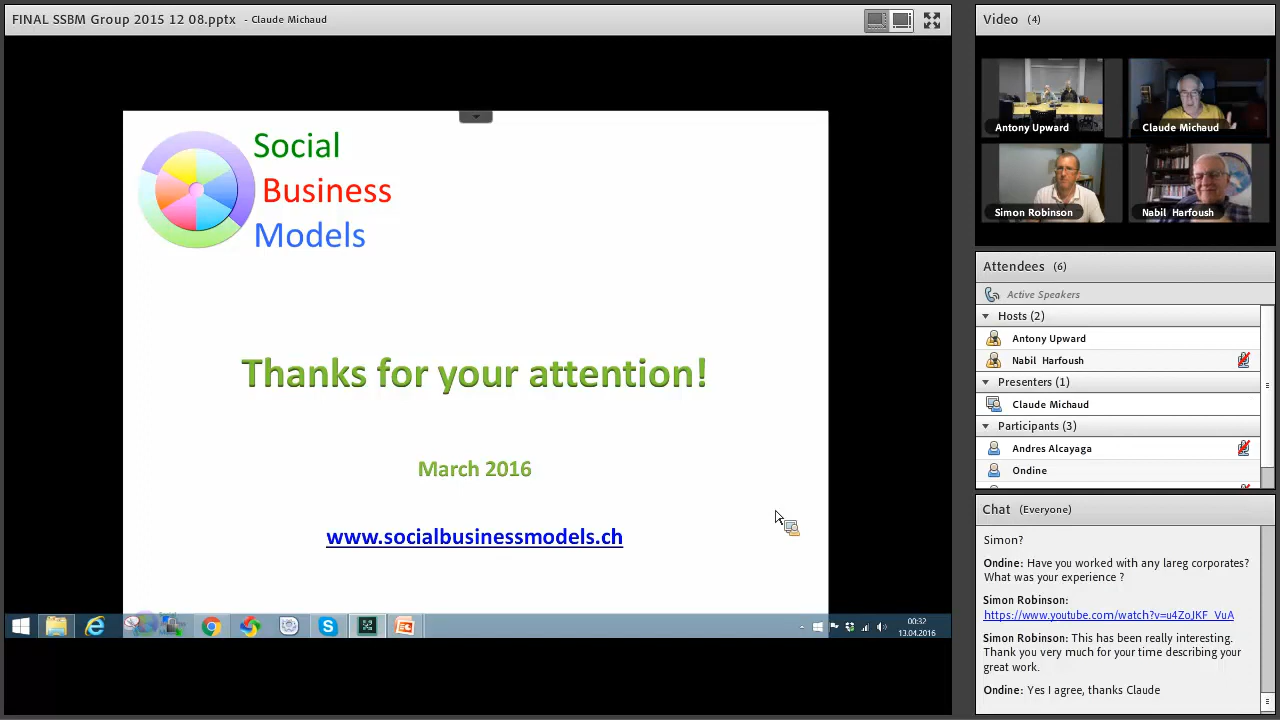 FINAL SSBM Group 2015 12 08.pptx - Claude Michaud
Social
Business
Models
Thanks for your attention!
March 2016
www.socialbusinessmodels.ch
00:32
13.04.2016
Video (4)
Antony Upward
Claude Michaud
Simon Robinson
Nabil Harfoush
Attendees (6)
Active Speakers
Hosts (2)
Antony Upward
Nabil Harfoush
Presenters (1)
Claude Michaud
Participants (3)
Andres Alcayaga
Ondine
Chat (Everyone)
Simon?
Ondine: Have you worked with any lareg corporates?
What was your experience ?
Simon Robinson:
https://www.youtube.com/watch?v=u4ZoJKF_VuA
Simon Robinson: This has been really interesting.
Thank you very much for your time describing your
great work.
Ondine: Yes I agree, thanks Claude